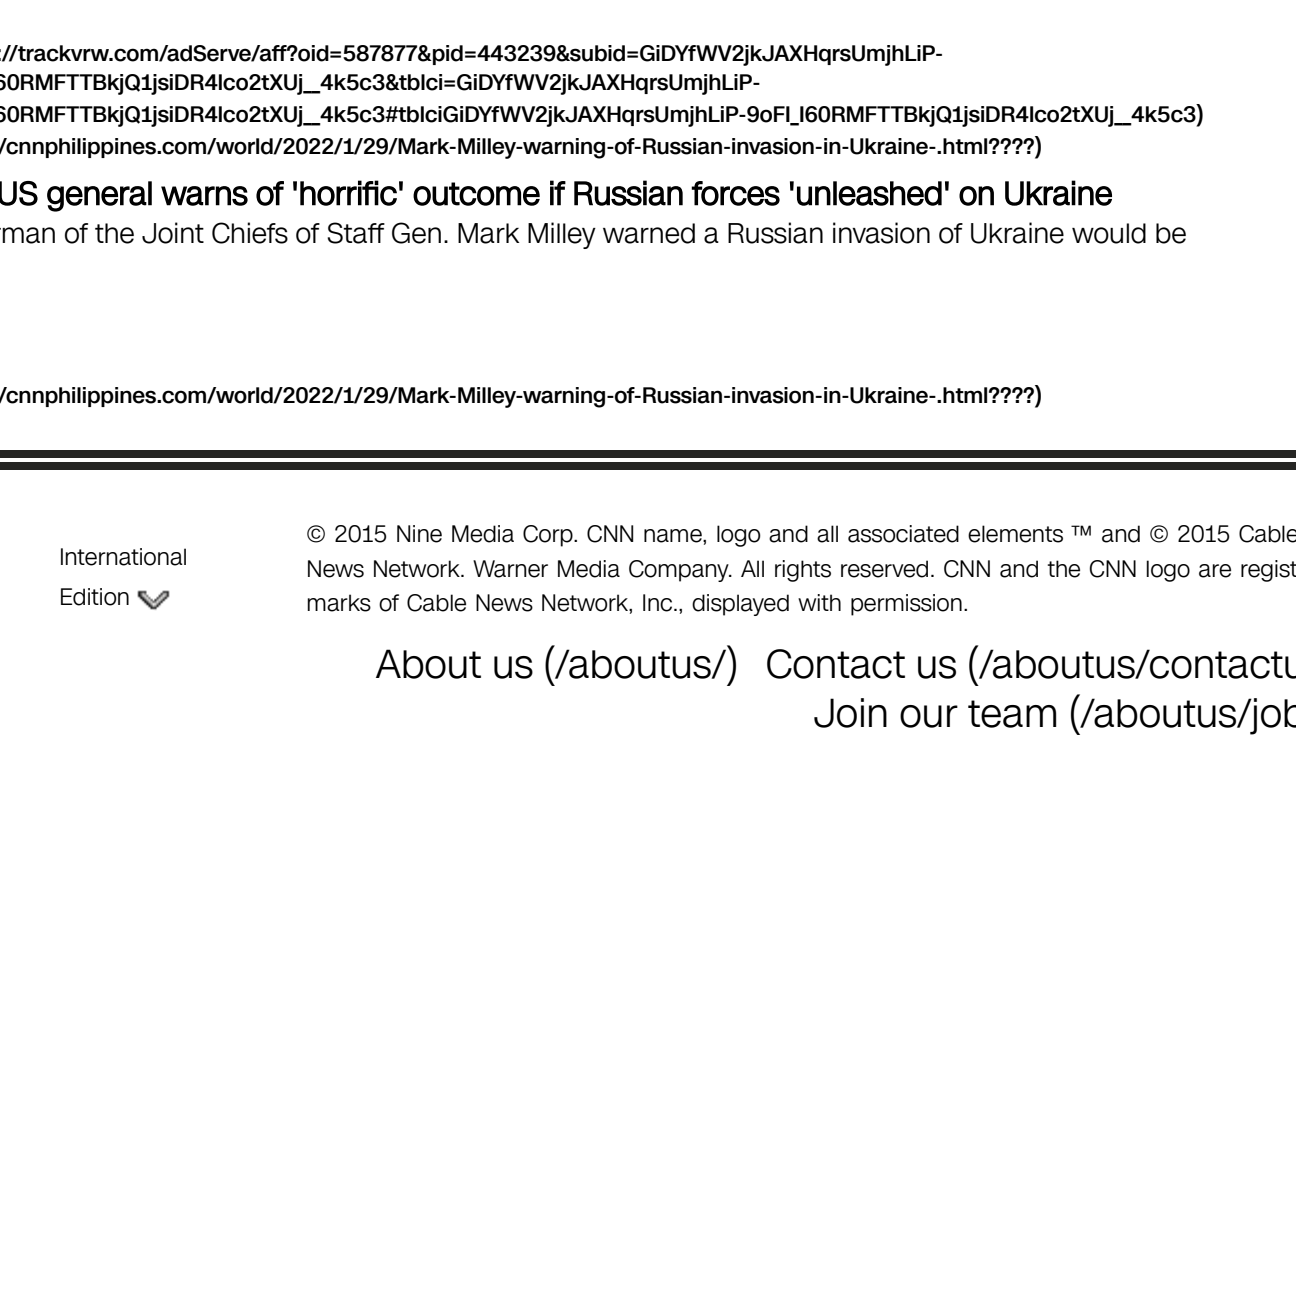 ://trackvrw.com/adServe/aff?oid=587877&pid=443239&subid=GiDYfWV2jkJAXHqrsUmjhLiP-
60RMFTTBkjQ1jsiDR4lco2tXUj__4k5c3&tblci=GiDYfWV2jkJAXHqrsUmjhLiP-
60RMFTTBkjQ1jsiDR4lco2tXUj__4k5c3#tblciGiDYfWV2jkJAXHqrsUmjhLiP-9oFl_I60RMFTTBkjQ1jsiDR4lco2tXUj__4k5c3)
/cnnphilippines.com/world/2022/1/29/Mark-Milley-warning-of-Russian-invasion-in-Ukraine-.html????)
US general warns of 'horrific' outcome if Russian forces 'unleashed' on Ukraine
rman of the Joint Chiefs of Staff Gen. Mark Milley warned a Russian invasion of Ukraine would be
/cnnphilippines.com/world/2022/1/29/Mark-Milley-warning-of-Russian-invasion-in-Ukraine-.html????)
International
Edition
© 2015 Nine Media Corp. CNN name, logo and all associated elements ™ and © 2015 Cable
News Network. Warner Media Company. All rights reserved. CNN and the CNN logo are regist
marks of Cable News Network, Inc., displayed with permission.
About us (/aboutus/) Contact us (/aboutus/contactu
Join our team (/aboutus/job